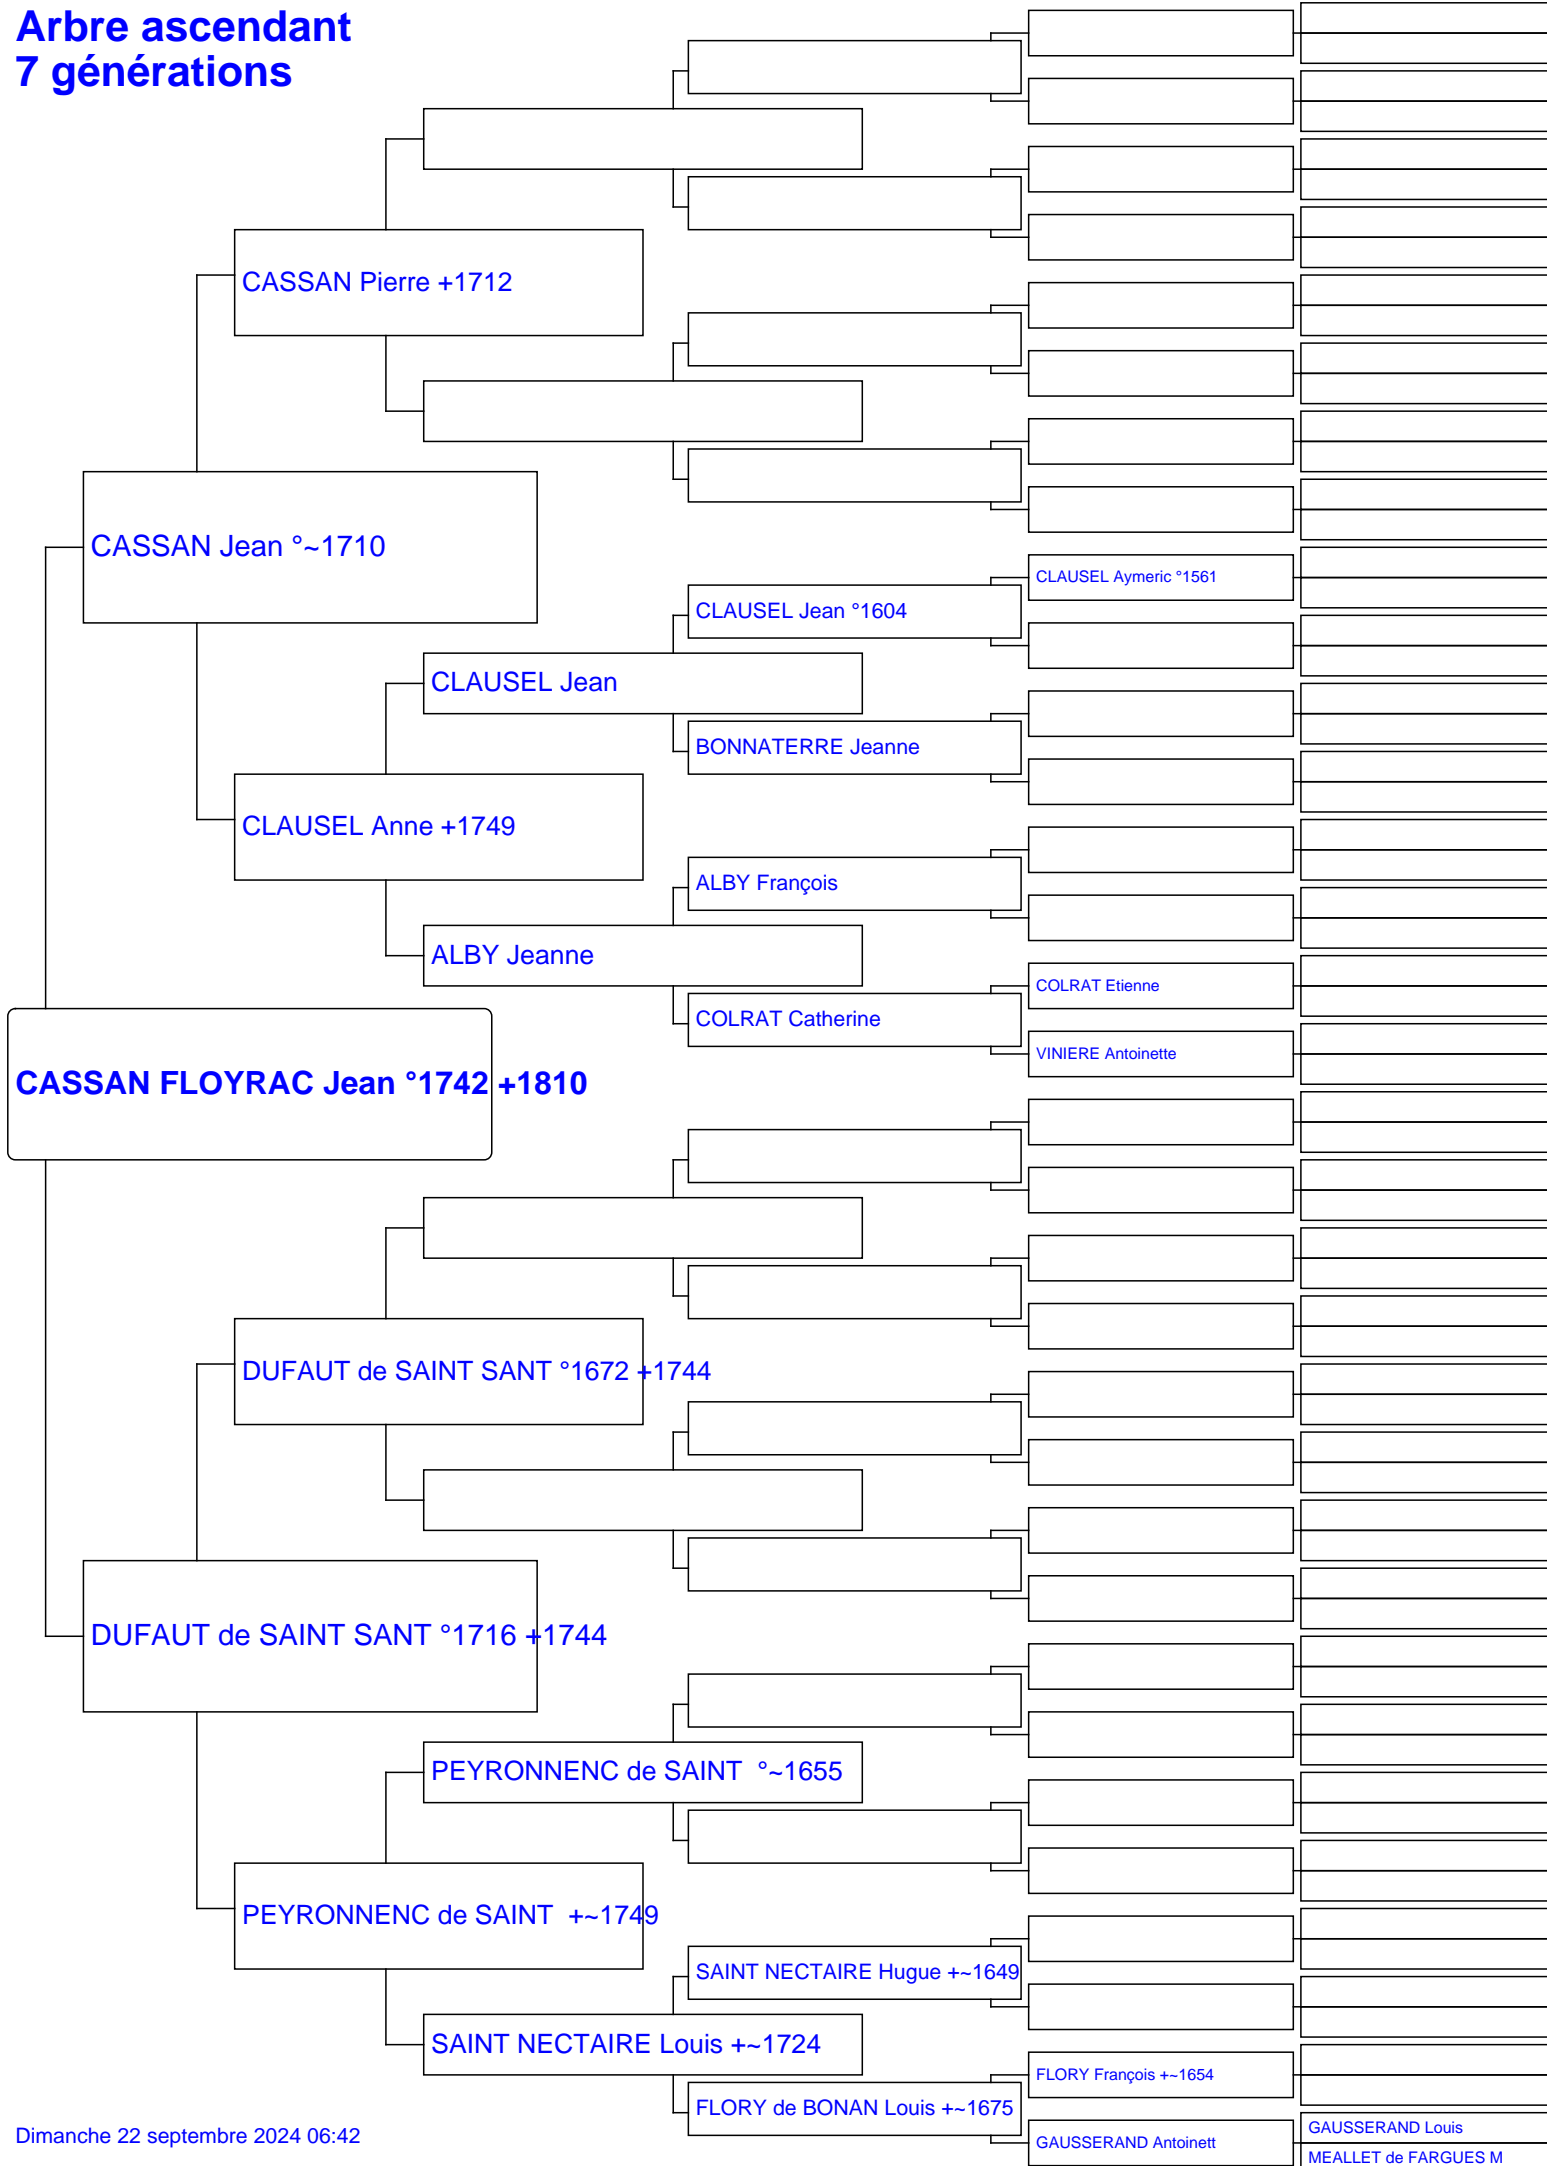 Arbre ascendant
7 générations
CASSAN Pierre +1712
CASSAN Jean °~1710
CLAUSEL Aymeric °1561
CLAUSEL Jean °1604
CLAUSEL Jean
BONNATERRE Jeanne
CLAUSEL Anne +1749
ALBY François
ALBY Jeanne
COLRAT Etienne
COLRAT Catherine
VINIERE Antoinette
CASSAN FLOYRAC Jean °1742 +1810
DUFAUT de SAINT SANT °1672 +1744
DUFAUT de SAINT SANT °1716 +1744
PEYRONNENC de SAINT  °~1655
PEYRONNENC de SAINT  +~1749
SAINT NECTAIRE Hugue +~1649
SAINT NECTAIRE Louis +~1724
FLORY François +~1654
FLORY de BONAN Louis +~1675
GAUSSERAND Louis
GAUSSERAND Antoinett
MEALLET de FARGUES M
Dimanche 22 septembre 2024 06:42